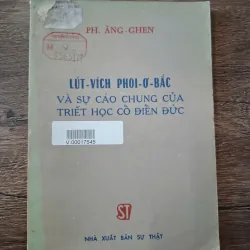 PH. ĂNG-GHEN
LÚT-VÍCH PHOI-Ơ-BẮC
VÀ SỰ CÁO CHUNG CỦA
TRIẾT HỌC CỔ ĐIỂN ĐỨC
V-00017545
ST
NHÀ XUẤT BẢN SỰ THẬT